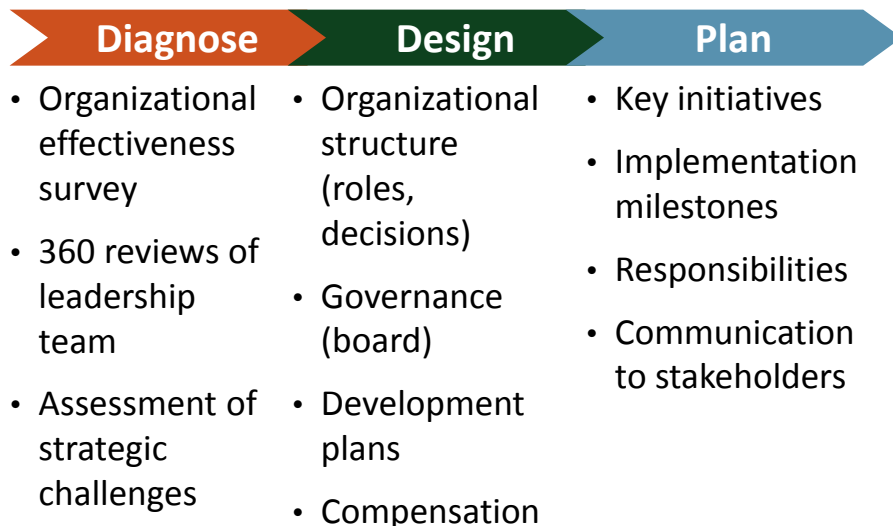 Diagnose
• Organizational
effectiveness
survey
• 360 reviews of
leadership
team
• Assessment of
strategic
challenges
Design
• Organizational
structure
(roles,
decisions)
• Governance
(board)
• Development
plans
• Compensation
Plan
• Key initiatives
• Implementation
milestones
• Responsibilities
• Communication
to stakeholders